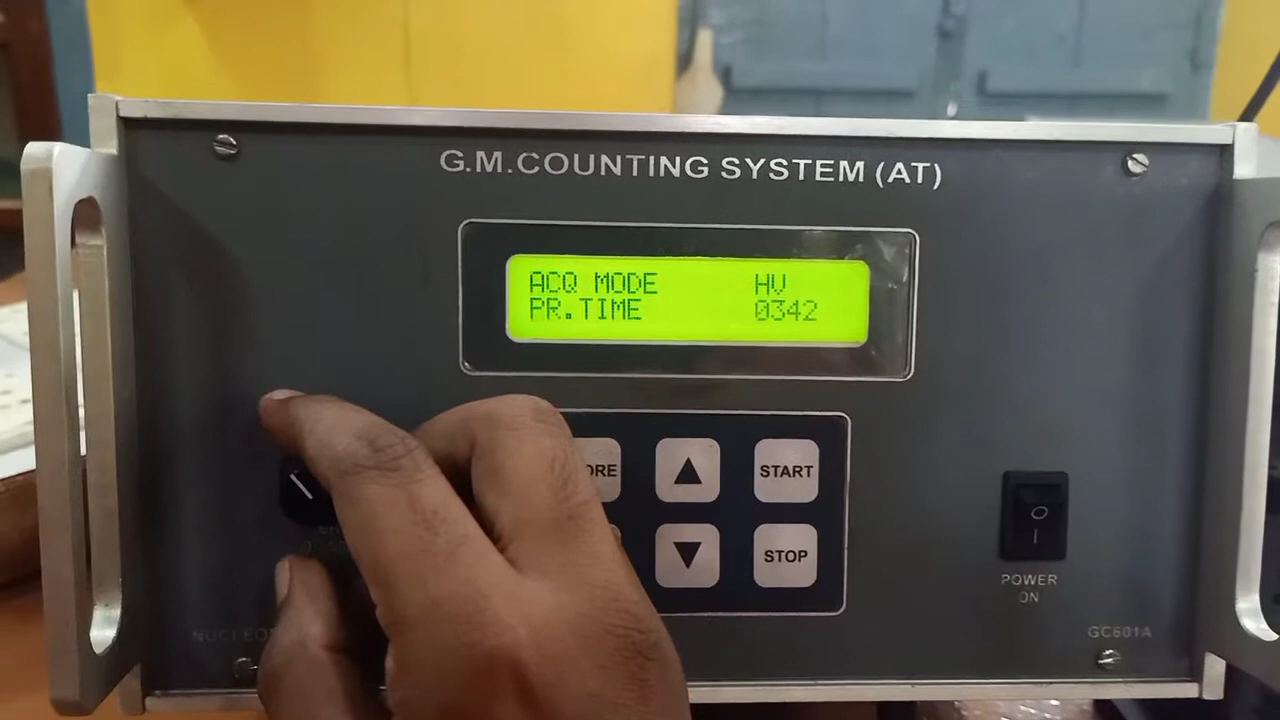 G.M.COUNTING SYSTEM (AT)
ACQ MODE HV
PR.TIME 0342
START
STOP
O
I
POWER
ON
GC601A